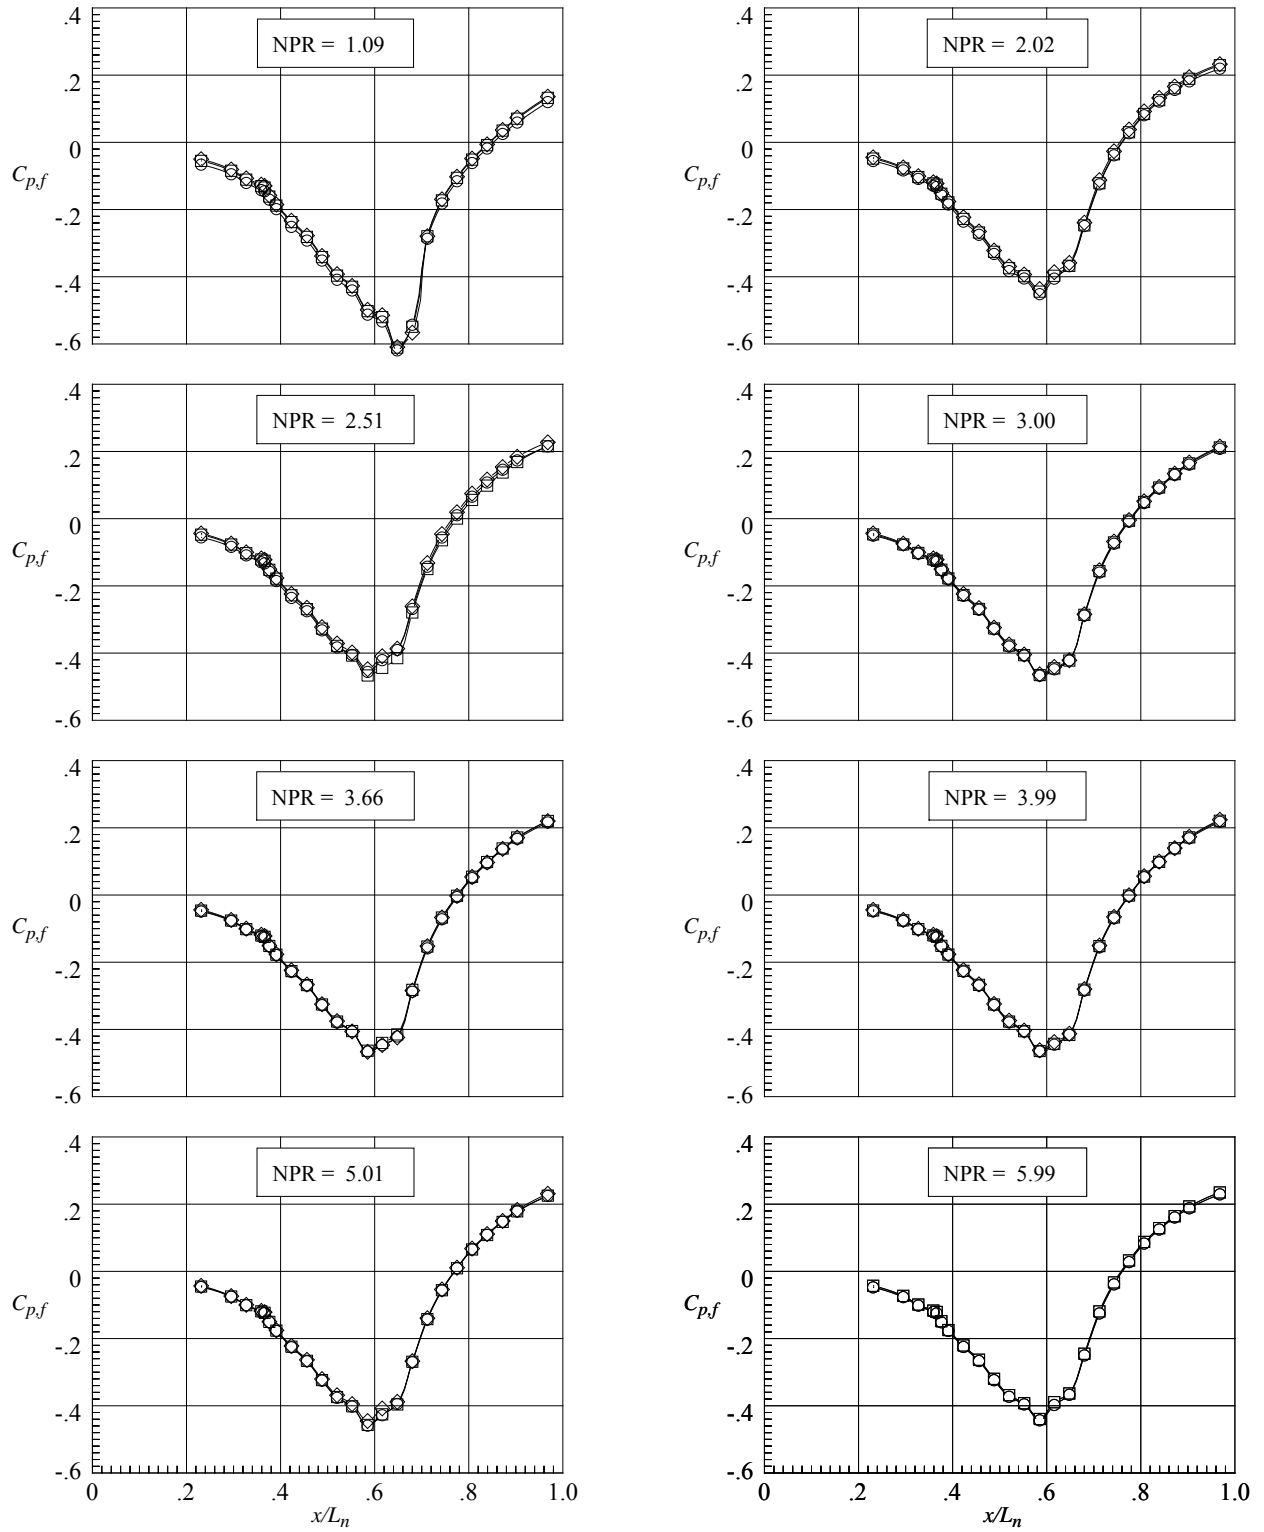 NPR = 1.09
.4
.2
0
-.2
-.4
-.6
C_{p,f}
NPR = 2.02
.4
.2
0
-.2
-.4
-.6
C_{p,f}
NPR = 2.51
.4
.2
0
-.2
-.4
-.6
C_{p,f}
NPR = 3.00
.4
.2
0
-.2
-.4
-.6
C_{p,f}
NPR = 3.66
.4
.2
0
-.2
-.4
-.6
C_{p,f}
NPR = 3.99
.4
.2
0
-.2
-.4
-.6
C_{p,f}
NPR = 5.01
.4
.2
0
-.2
-.4
-.6
C_{p,f}
0 .2 .4 .6 .8 1.0
x/L_n
NPR = 5.99
.4
.2
0
-.2
-.4
-.6
C_{p,f}
0 .2 .4 .6 .8 1.0
x/L_n